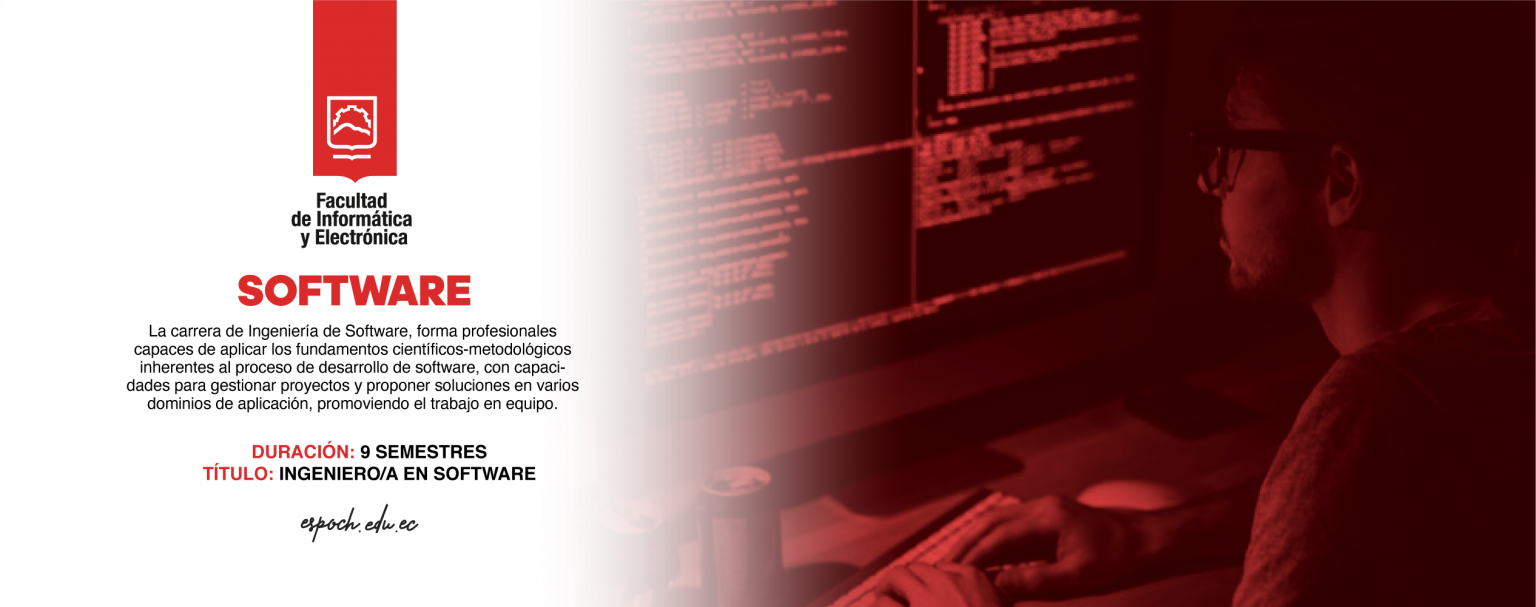 Facultad
de Informática
y Electrónica
SOFTWARE
La carrera de Ingeniería de Software, forma profesionales
capaces de aplicar los fundamentos científicos-metodológicos
inherentes al proceso de desarrollo de software, con capaci-
dades para gestionar proyectos y proponer soluciones en varios
dominios de aplicación, promoviendo el trabajo en equipo.
DURACIÓN: 9 SEMESTRES
TÍTULO: INGENIERO/A EN SOFTWARE
espoch.edu.ec